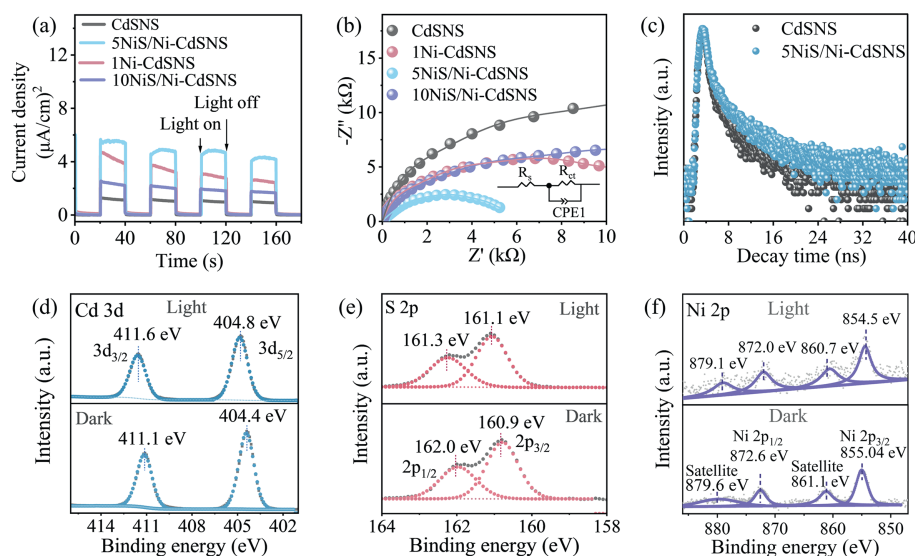 (a)
CdSNS
5NiS/Ni-CdSNS
1Ni-CdSNS
10NiS/Ni-CdSNS
Light off
Light on
Current density
(μA/cm)²
12
8
4
0
0 60 120 180
Time (s)
(b)
CdSNS
1Ni-CdSNS
5NiS/Ni-CdSNS
10NiS/Ni-CdSNS
-Z'' (kΩ)
15
10
5
0
Rs
Rct
CPE1
0 2 4 6 8 10
Z' (kΩ)
(c)
CdSNS
5NiS/Ni-CdSNS
Intensity (a.u.)
0 8 16 24 32 40
Decay time (ns)
(d)
Cd 3d
Light
404.8 eV
411.6 eV
3d3/2
3d5/2
Dark
404.4 eV
411.1 eV
Intensity (a.u.)
416 411 406 401
Binding energy (eV)
(e)
S 2p
Light
161.1 eV
161.3 eV
Dark
160.9 eV
162.0 eV
2p3/2
2p1/2
Intensity (a.u.)
164 162 160 158
Binding energy (eV)
(f)
Ni 2p
Light
854.5 eV
872.0 eV
860.7 eV
879.1 eV
Dark
Ni 2p1/2
872.6 eV
Ni 2p3/2
855.04 eV
Satellite
879.6 eV
Satellite
861.1 eV
Intensity (a.u.)
880 870 860 850
Binding energy (eV)